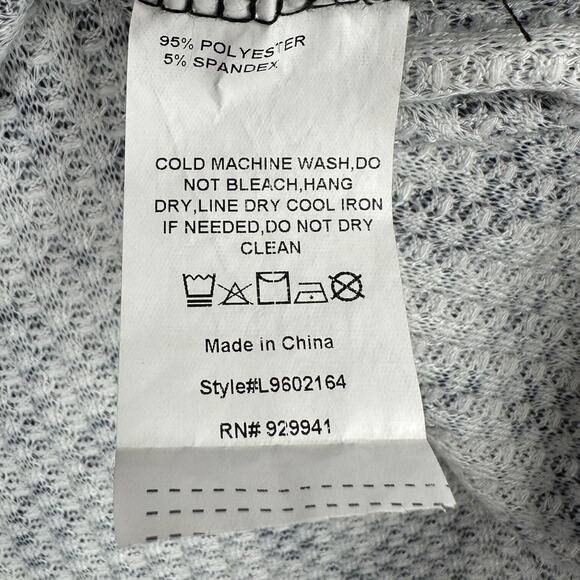 95% POLYESTER
5% SPANDEX
COLD MACHINE WASH,DO
NOT BLEACH,HANG
DRY,LINE DRY COOL IRON
IF NEEDED,DO NOT DRY
CLEAN
Made in China
Style#L9602164
RN# 929941